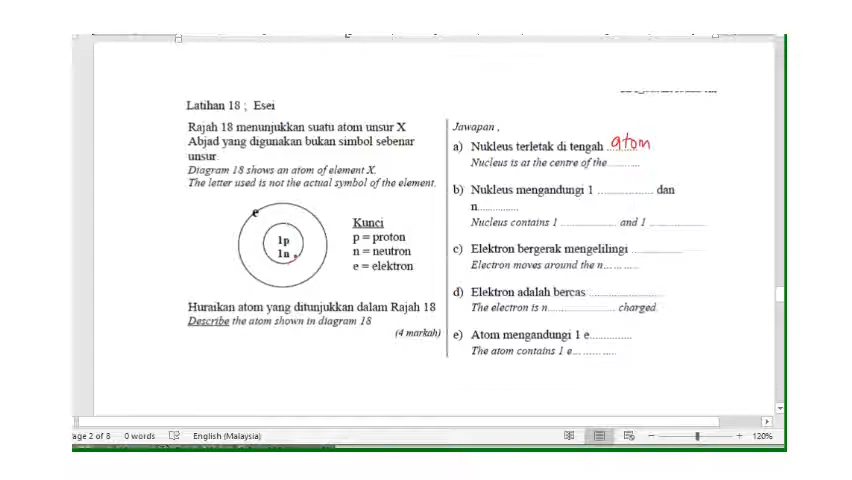 Latihan 18 ; Esei
Rajah 18 menunjukkan suatu atom unsur X
Abjad yang digunakan bukan simbol sebenar
unsur.
Diagram 18 shows an atom of element X.
The letter used is not the actual symbol of the element.
e
1p
1n
Kunci
p = proton
n = neutron
e = elektron
Huraikan atom yang ditunjukkan dalam Rajah 18
Describe the atom shown in diagram 18
(4 markah)
Jawapan ,
a) Nukleus terletak di tengah atom
Nucleus is at the centre of the...........
b) Nukleus mengandungi 1 .................. dan
n..............
Nucleus contains 1 .................. and 1 ..................
c) Elektron bergerak mengelilingi .........................
Electron moves around the n...........
d) Elektron adalah bercas .......................
The electron is n...................... charged
e) Atom mengandungi 1 e..............
The atom contains 1 e..............
age 2 of 8 0 words English (Malaysia) 120%